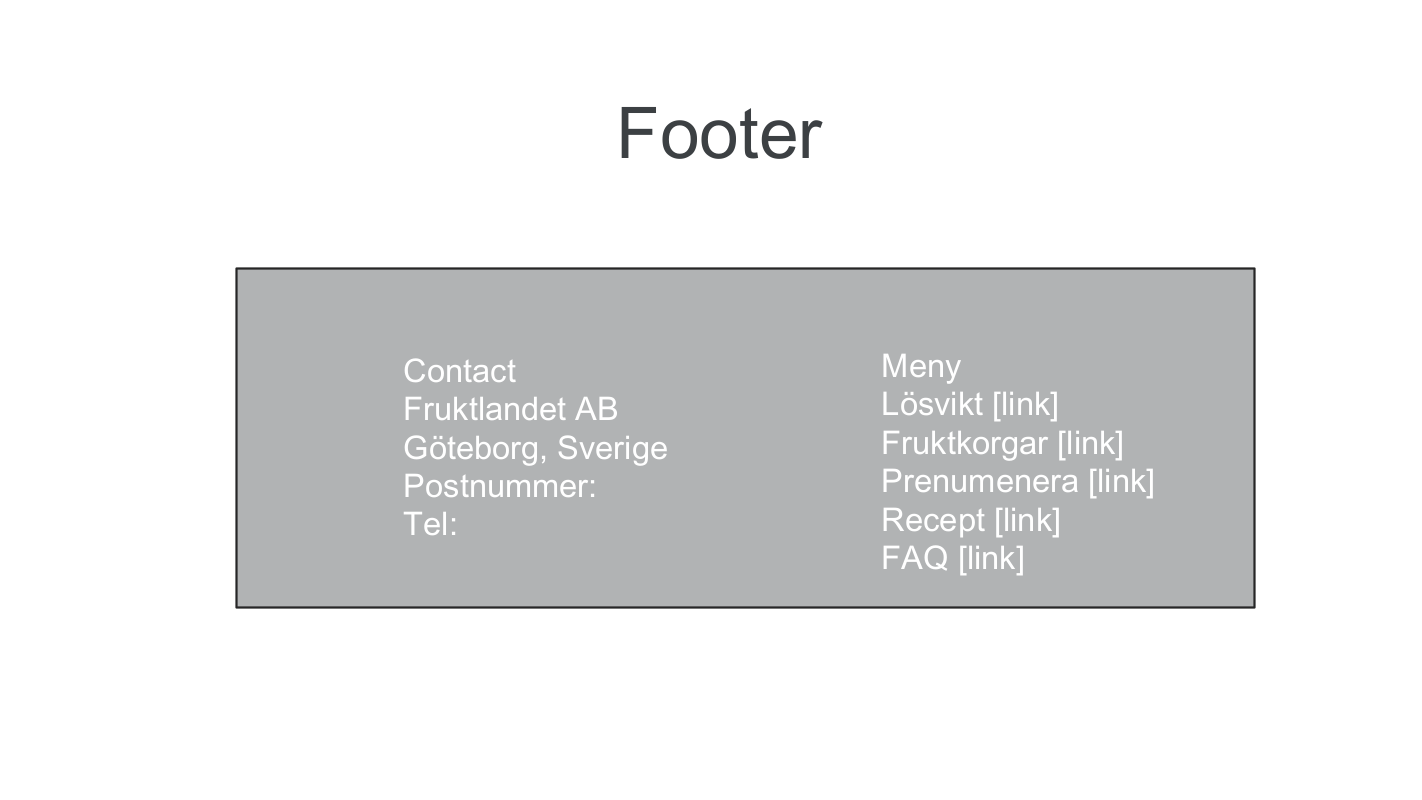 Footer
Contact
Fruktlandet AB
Göteborg, Sverige
Postnummer:
Tel:
Meny
Lösvikt [link]
Fruktkorgar [link]
Prenumenera [link]
Recept [link]
FAQ [link]